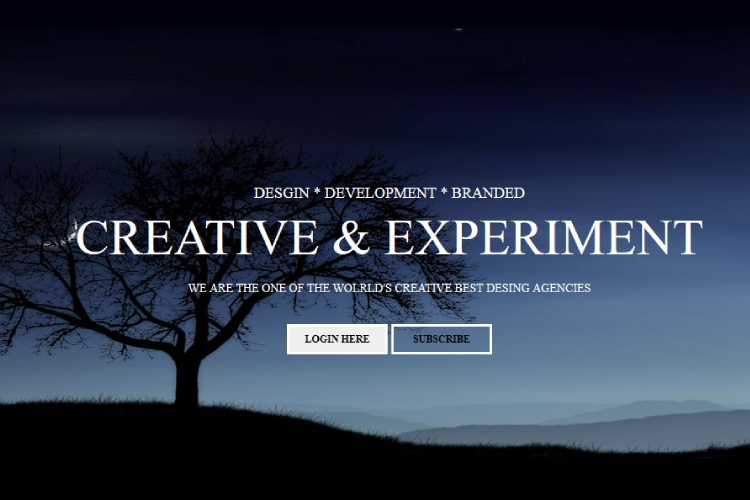 DESGIN * DEVELOPMENT * BRANDED
CREATIVE & EXPERIMENT
WE ARE THE ONE OF THE WOLRLD'S CREATIVE BEST DESING AGENCIES
LOGIN HERE SUBSCRIBE